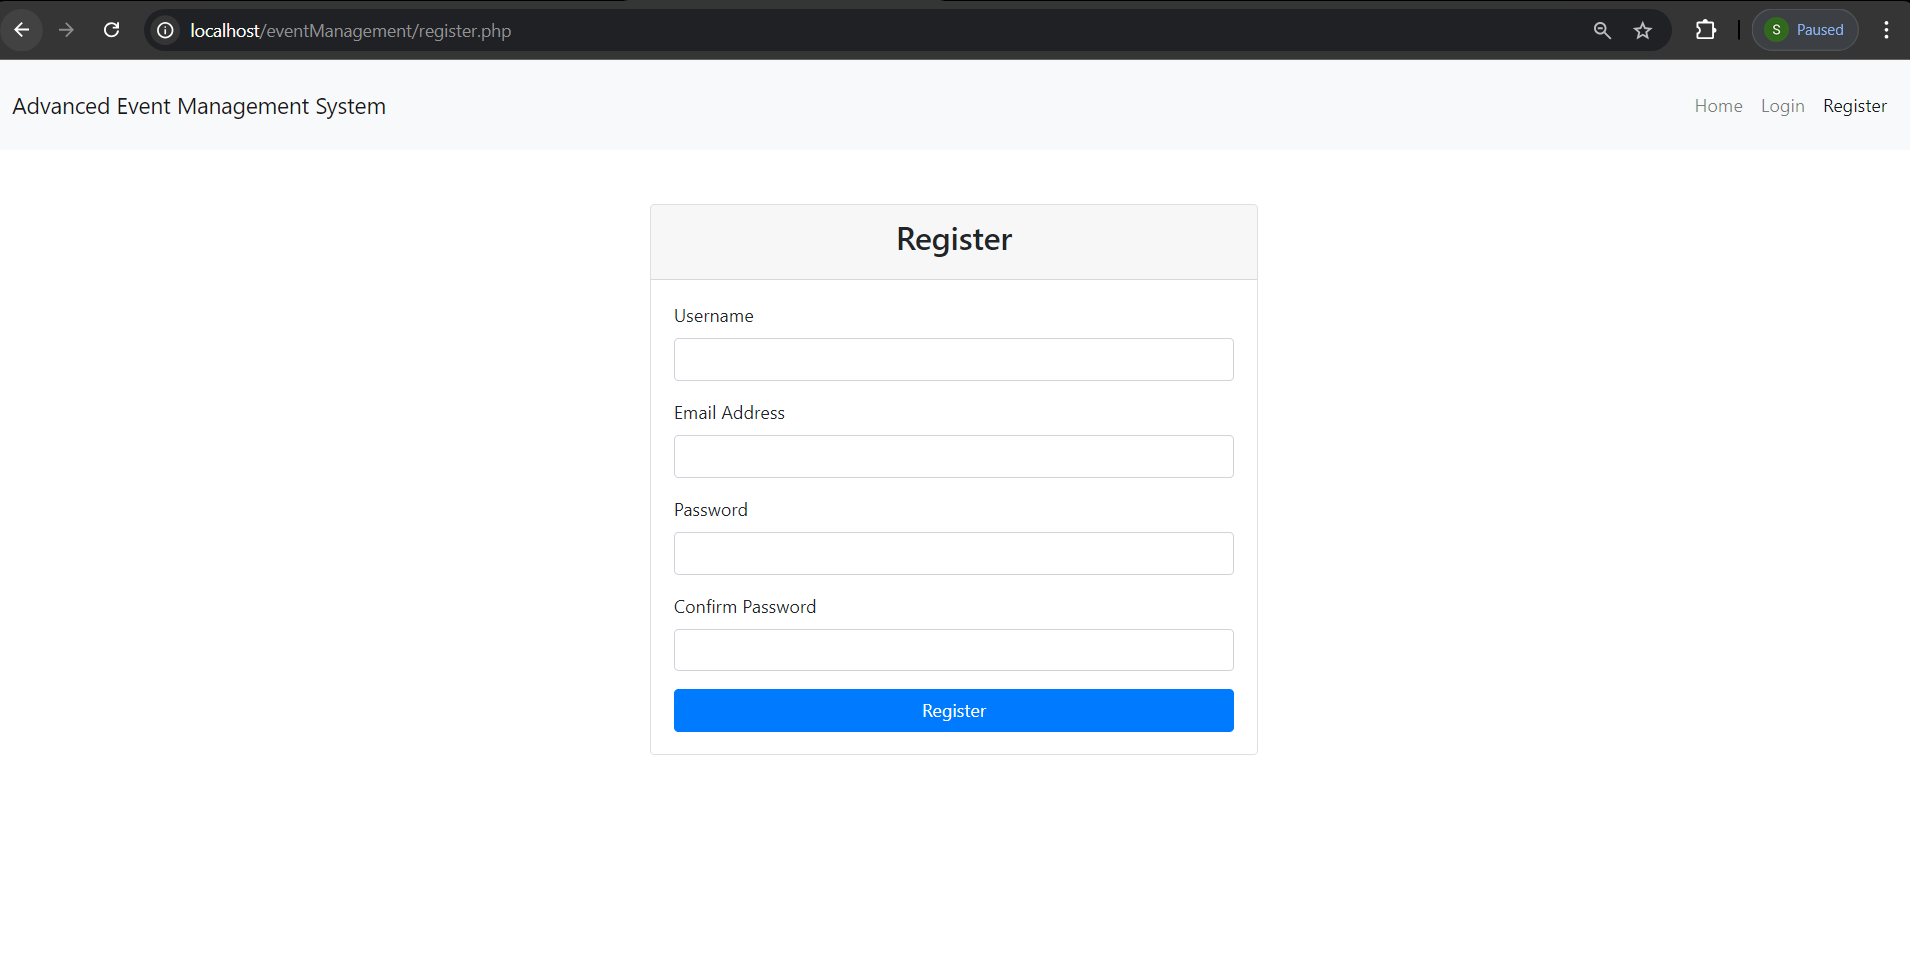 localhost/eventManagement/register.php
S Paused
Advanced Event Management System
Home Login Register
Register
Username
Email Address
Password
Confirm Password
Register